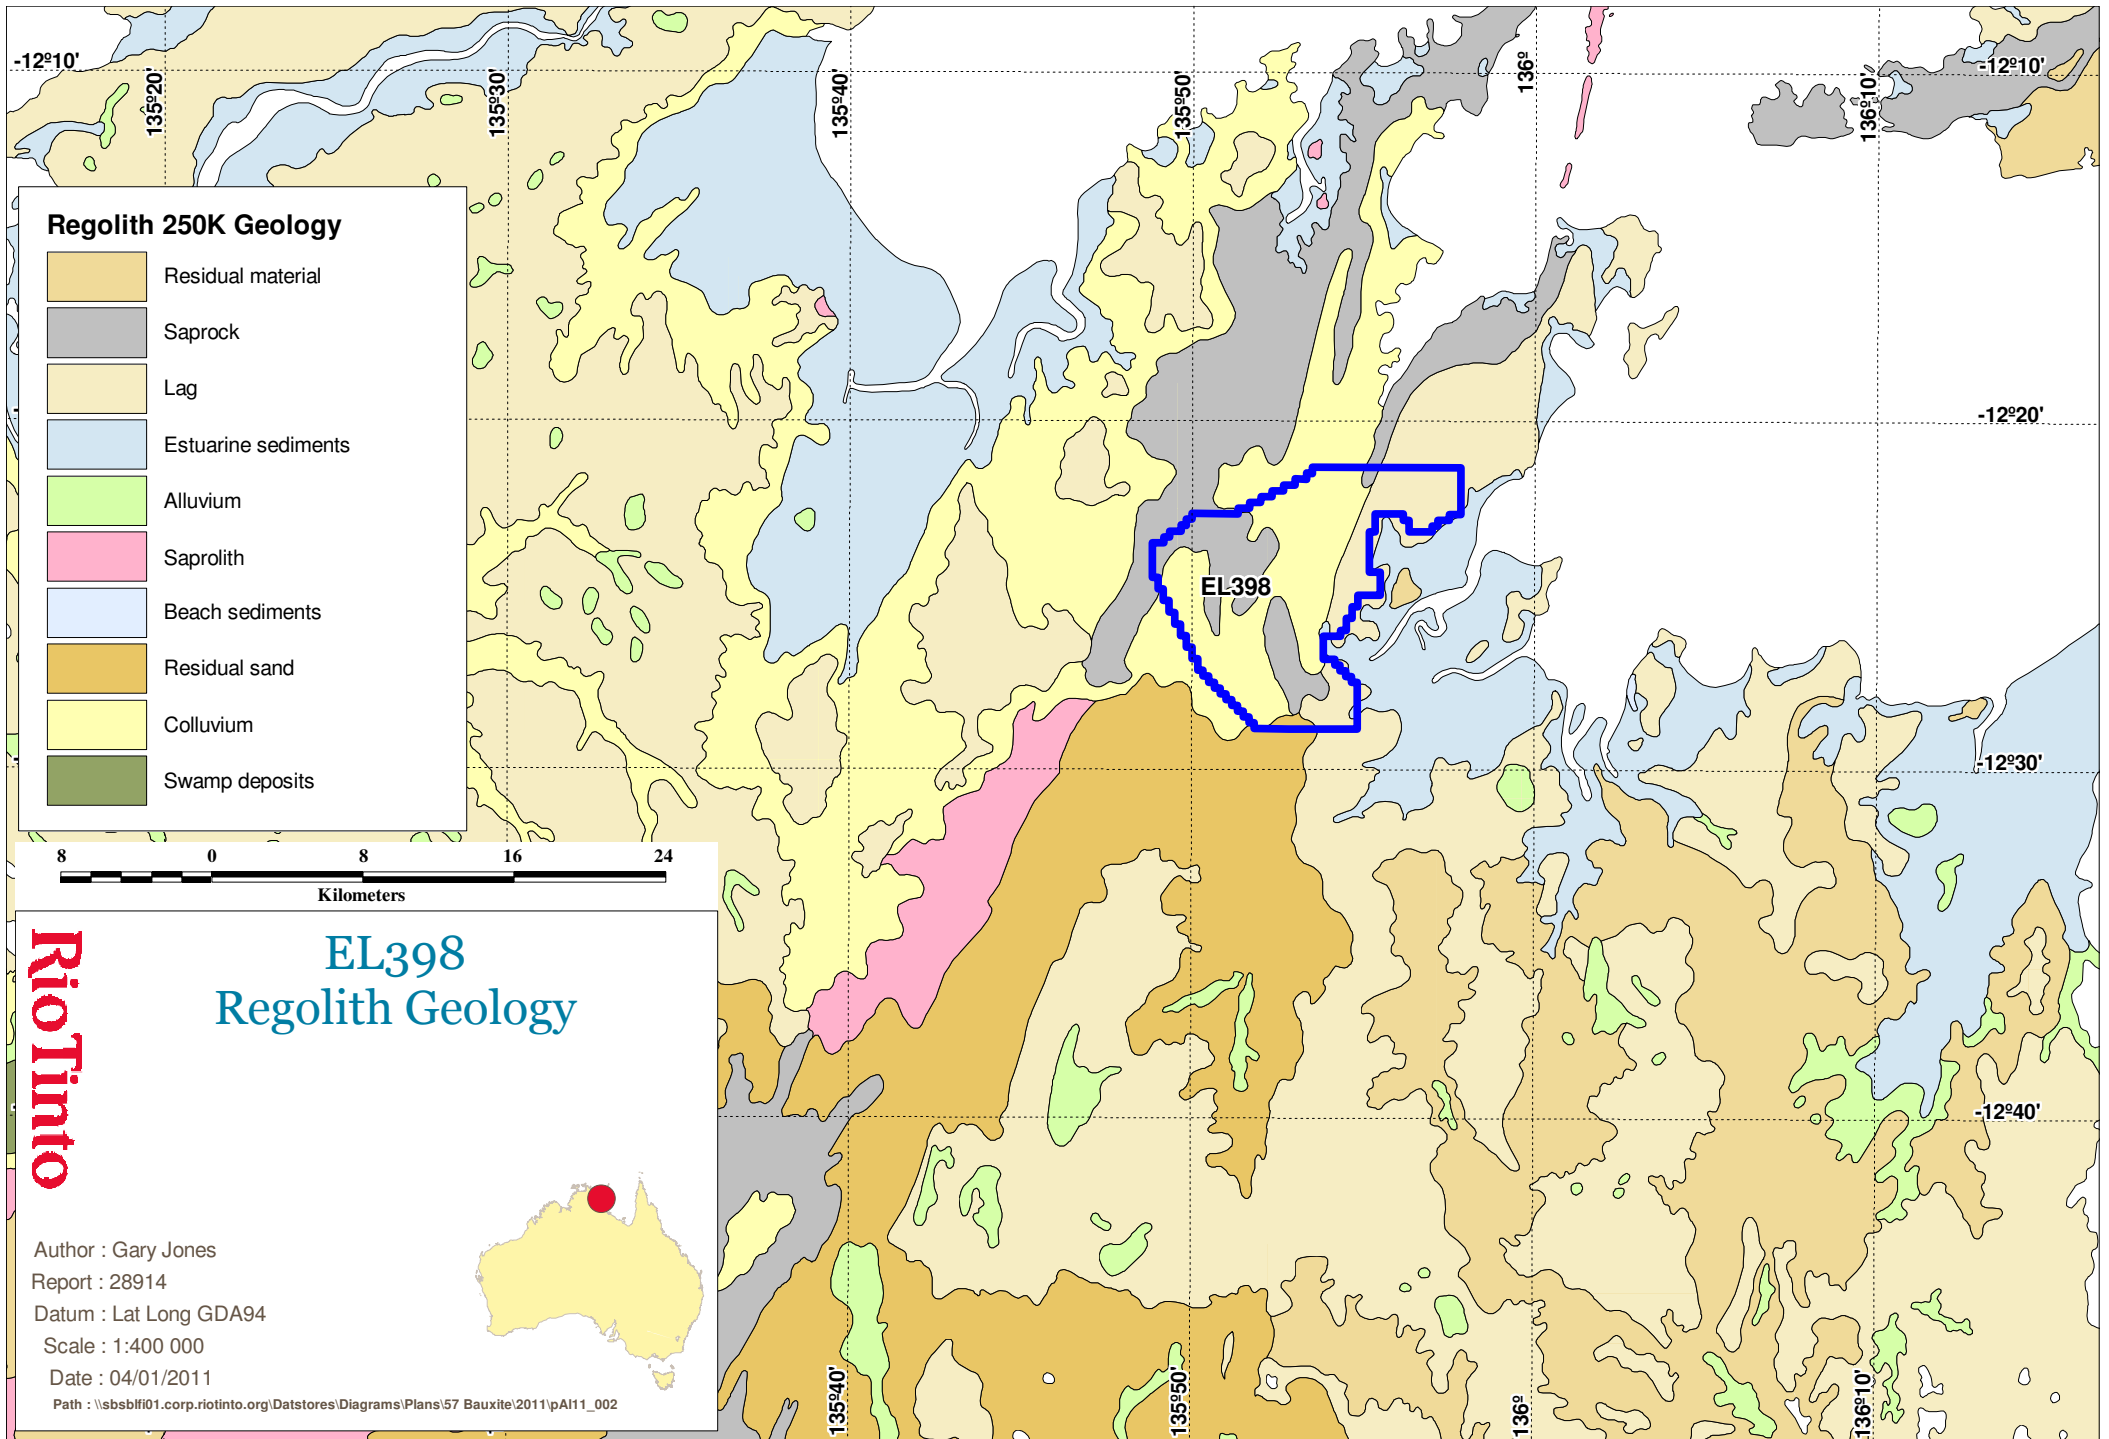 -12º10'
135º20'
135º30'
135º40'
135º50'
136º
136º10'
-12º10'
Regolith 250K Geology
Residual material
Saprock
Lag
Estuarine sediments
Alluvium
Saprolith
Beach sediments
Residual sand
Colluvium
Swamp deposits
-12º20'
EL398
-12º30'
8 0 8 16 24
Kilometers
RioTinto
EL398
Regolith Geology
-12º40'
Author : Gary Jones
Report : 28914
Datum : Lat Long GDA94
Scale : 1:400 000
Date : 04/01/2011
Path : \\sbsblfi01.corp.riotinto.org\Datstores\Diagrams\Plans\57 Bauxite\2011\pAl11_002
135º40'
135º50'
136º
136º10'